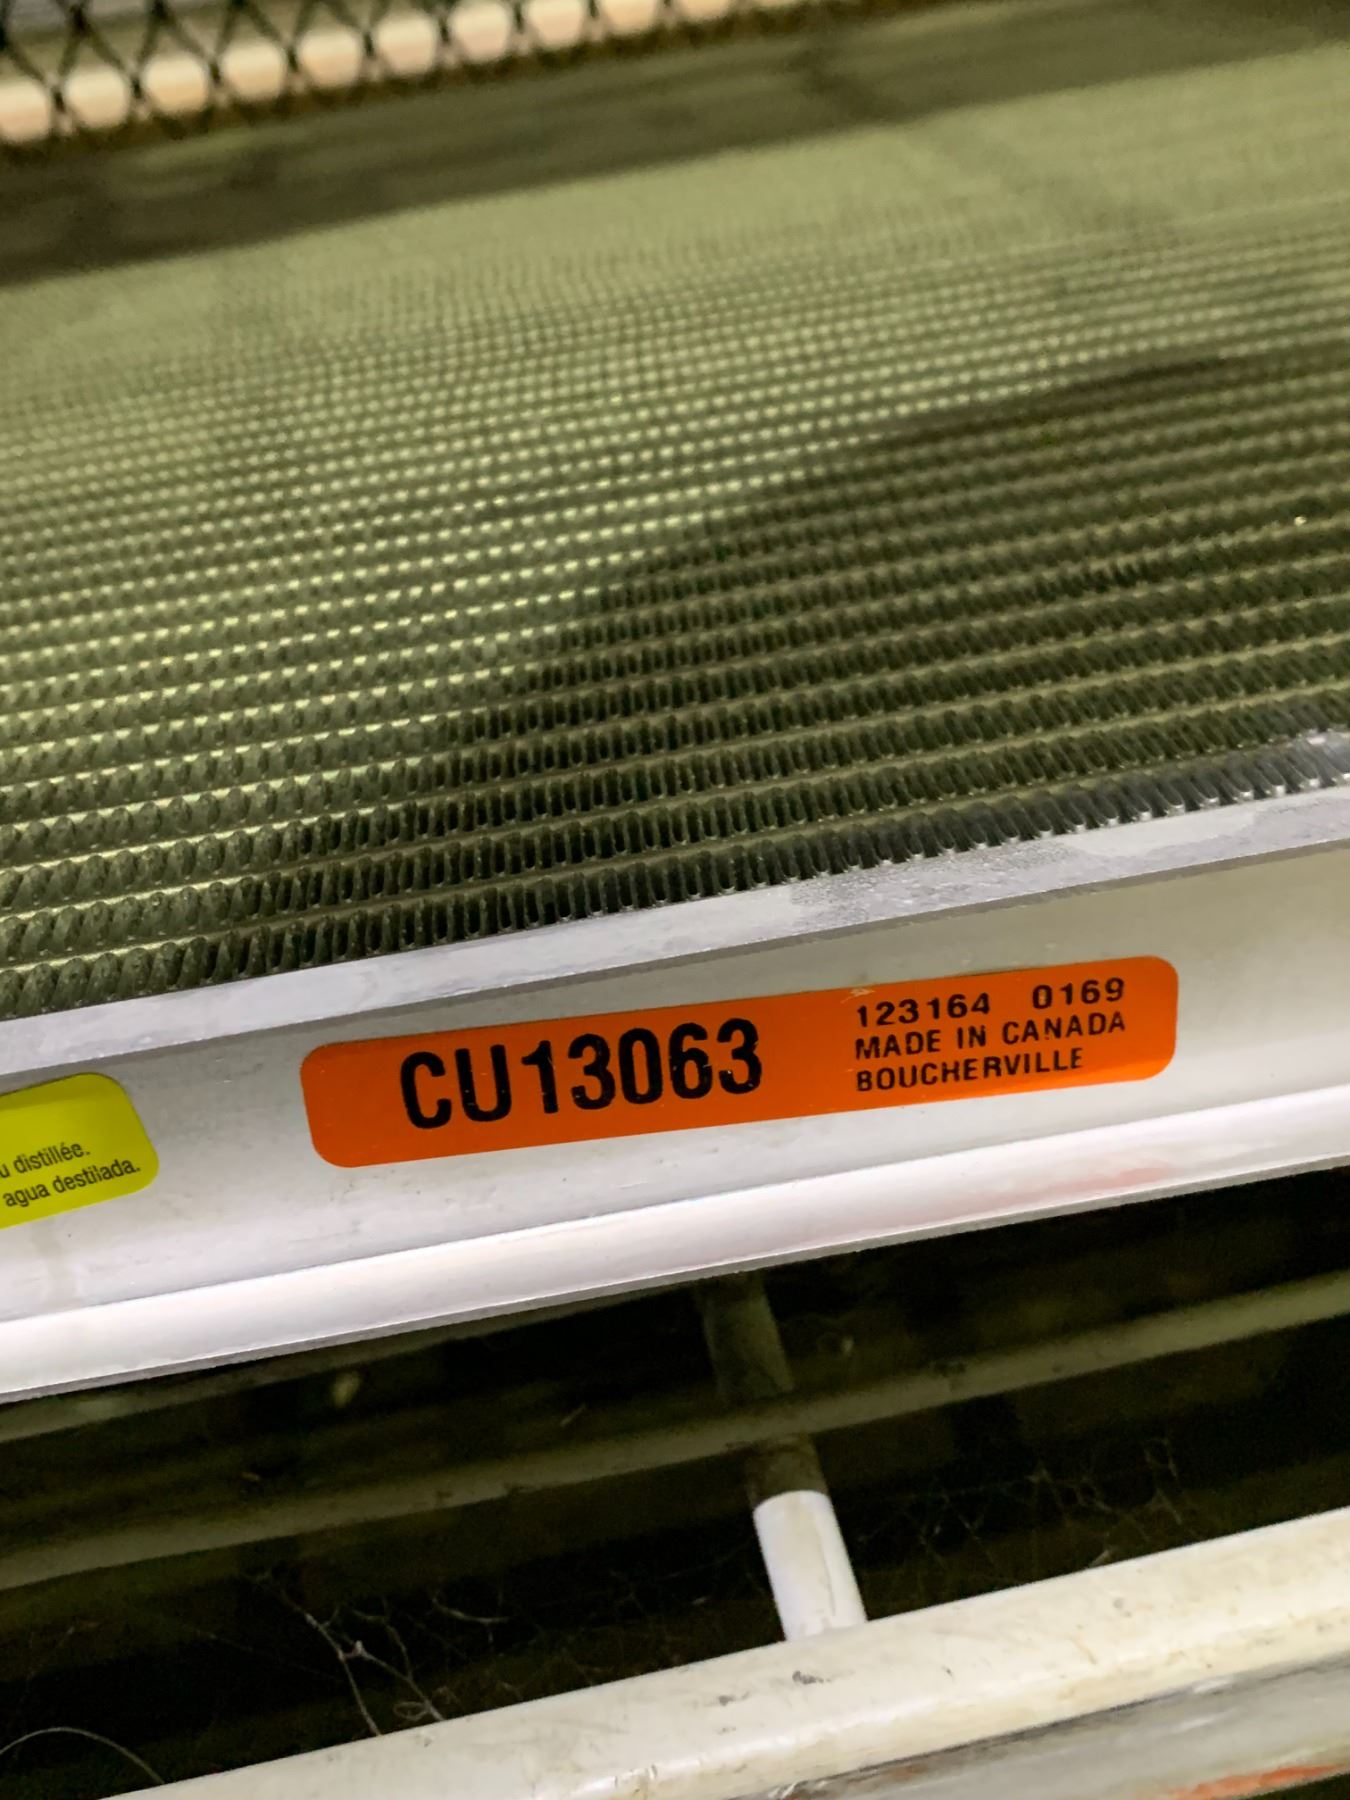 CU13063
123164 0169
MADE IN CANADA
BOUCHERVILLE
distillée.
agua destilada.